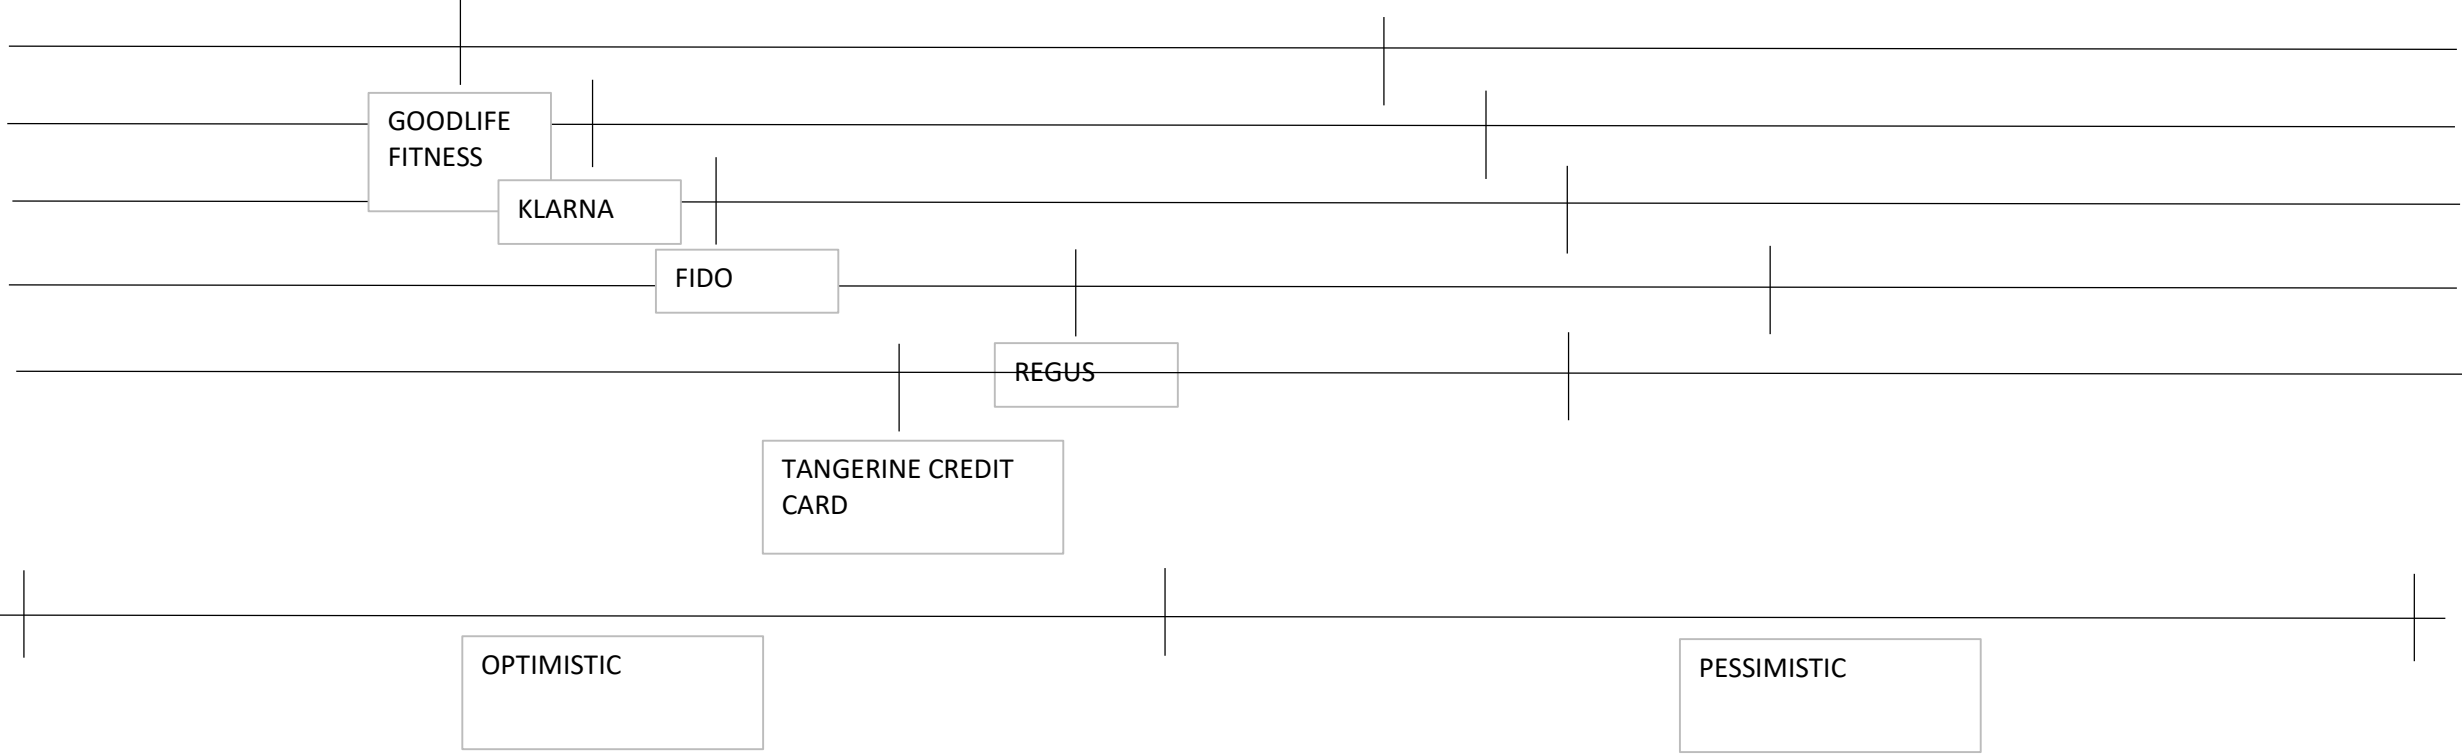 GOODLIFE
FITNESS
KLARNA
FIDO
REGUS
TANGERINE CREDIT
CARD
OPTIMISTIC
PESSIMISTIC